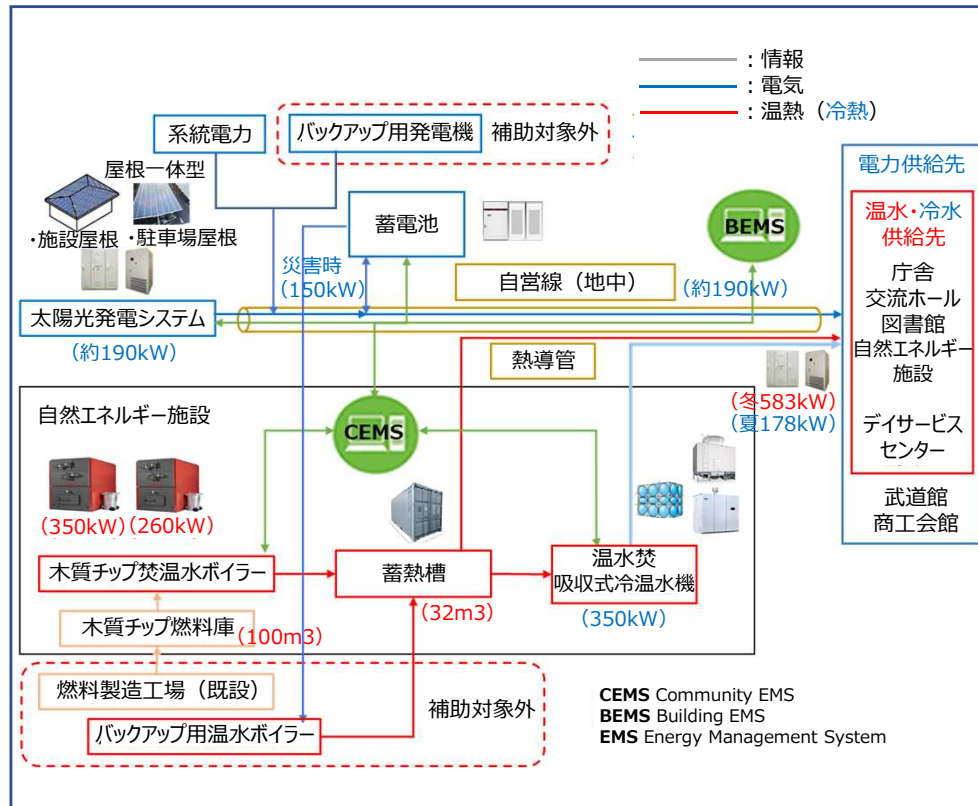 ：情報
：電気
：温熱（冷熱）
系統電力
バックアップ用発電機
補助対象外
屋根一体型
・施設屋根
・駐車場屋根
蓄電池
BEMS
災害時
（150kW）
自営線（地中）
（約190kW）
太陽光発電システム
（約190kW）
熱導管
電力供給先
温水・冷水
供給先
庁舎
交流ホール
図書館
自然エネルギー
施設
デイサービス
センター
武道館
商工会館
（冬583kW）
（夏178kW）
自然エネルギー施設
CEMS
（350kW）
（260kW）
木質チップ焚温水ボイラー
蓄熱槽
（32m3）
温水焚
吸収式冷温水機
（350kW）
木質チップ燃料庫
（100m3）
燃料製造工場（既設）
補助対象外
バックアップ用温水ボイラー
CEMS Community EMS
BEMS Building EMS
EMS Energy Management System